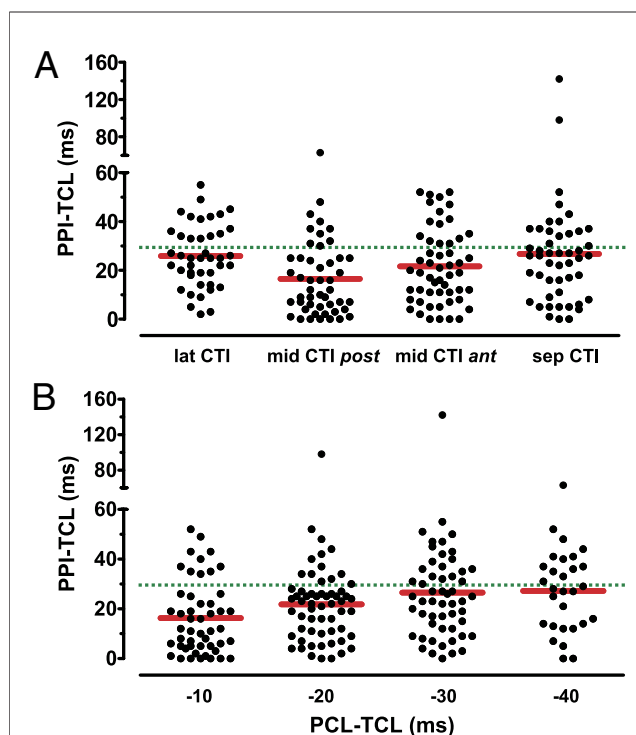 A
PPI-TCL (ms)
160
120
80
60
40
20
0
lat CTI mid CTI post mid CTI ant sep CTI
B
PPI-TCL (ms)
160
120
80
60
40
20
0
-10 -20 -30 -40
PCL-TCL (ms)